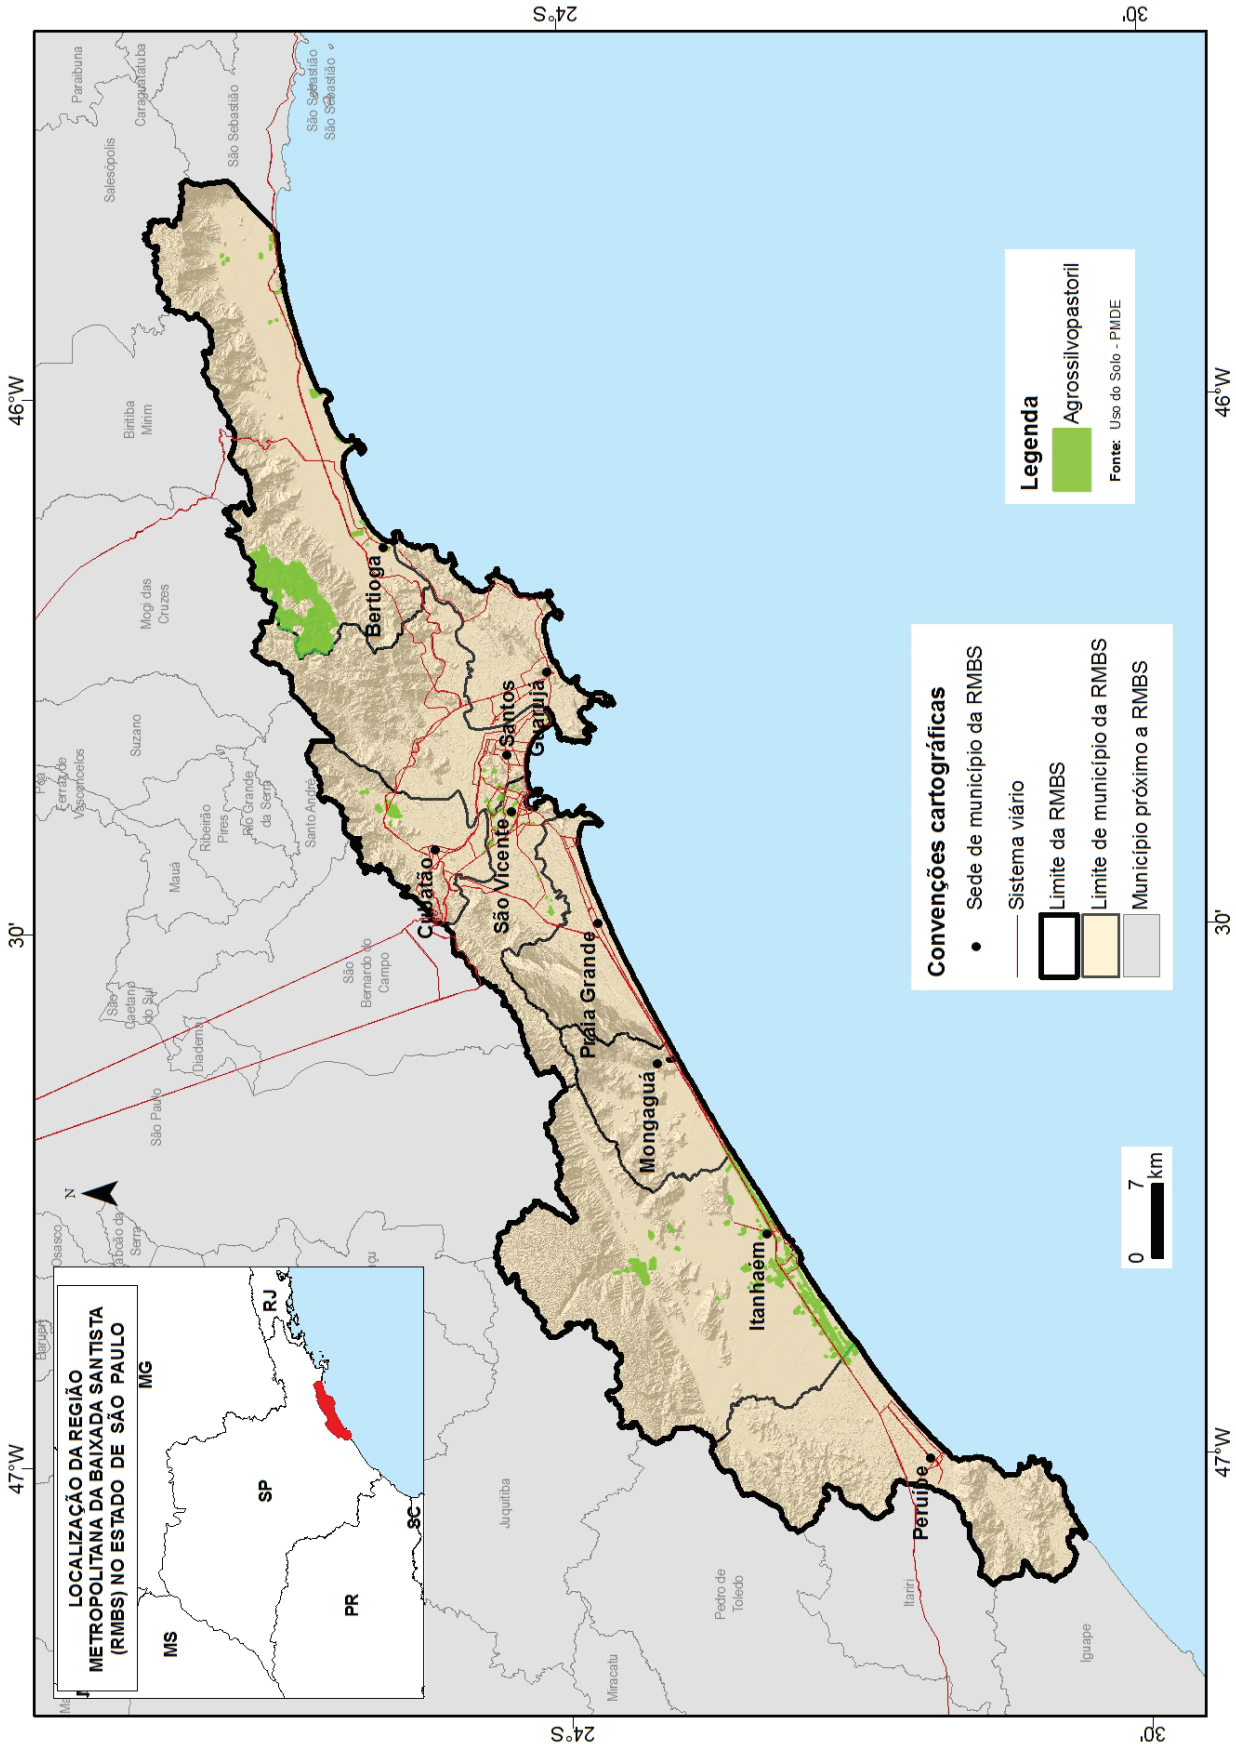 LOCALIZAÇÃO DA REGIÃO
METROPOLITANA DA BAIXADA SANTISTA
(RMBS) NO ESTADO DE SÃO PAULO
MS
MG
SP
RJ
PR
SC
N
47°W
30'
46°W
24°S
30'
24°S
30'
47°W
30'
46°W
Osasco
Serra
São Paulo
Diadema
São
Caetano
do Sul
São
Bernardo do
Campo
Mauá
Ribeirão
Pires
Rio Grande
da Serra
Santo André
Ferraz de
Vasconcelos
Suzano
Mogi das
Cruzes
Biritiba
Mirim
Salesópolis
Paraibuna
Caraguatatuba
São Sebastião
São Sebastião
São Sebastião
Juquitiba
Miracatu
Pedro de
Toledo
Itariri
Iguape
Peruíbe
Itanhaém
Mongaguá
Praia Grande
São Vicente
Cubatão
Santos
Guarujá
Bertioga
0 7
km
Convenções cartográficas
Sede de município da RMBS
Sistema viário
Limite da RMBS
Limite de município da RMBS
Município próximo a RMBS
Legenda
Agrossilvopastoril
Fonte: Uso do Solo - PMDE